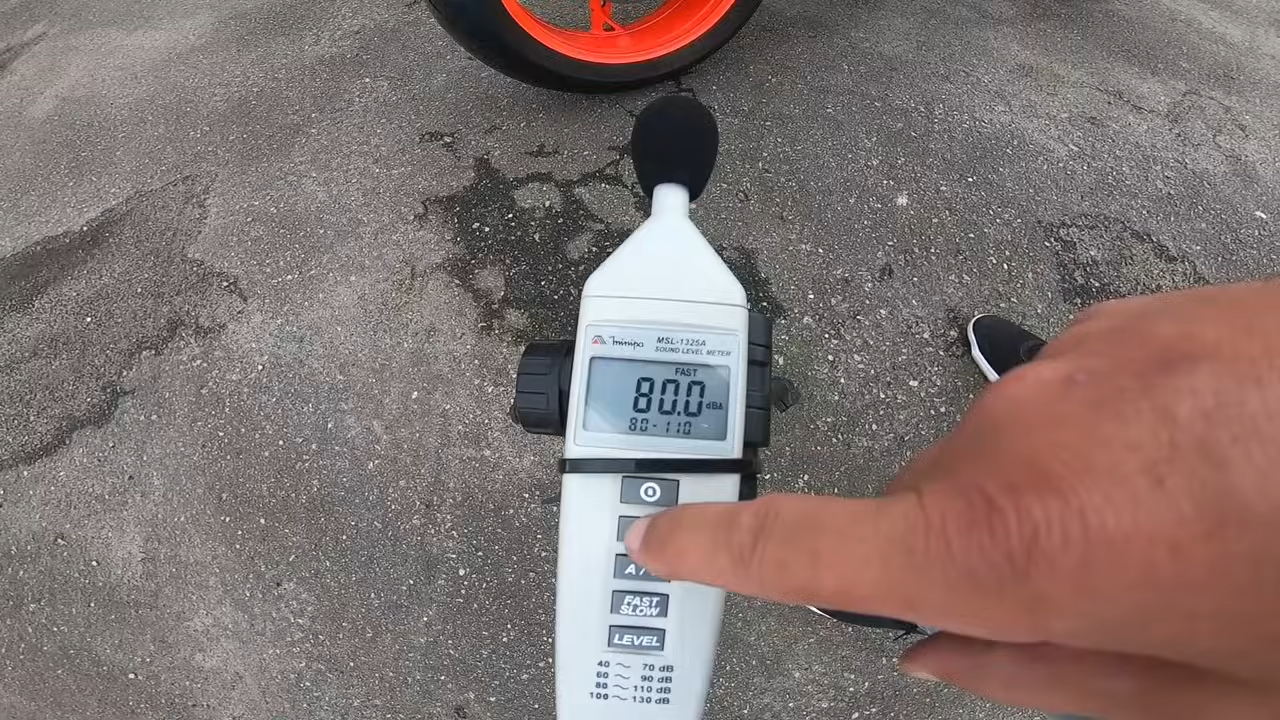 minipa MSL-1325A
SOUND LEVEL METER
FAST
80.0 dBA
80-110
FAST
SLOW
LEVEL
40 ~ 70 dB
60 ~ 90 dB
80 ~ 110 dB
100 ~ 130 dB